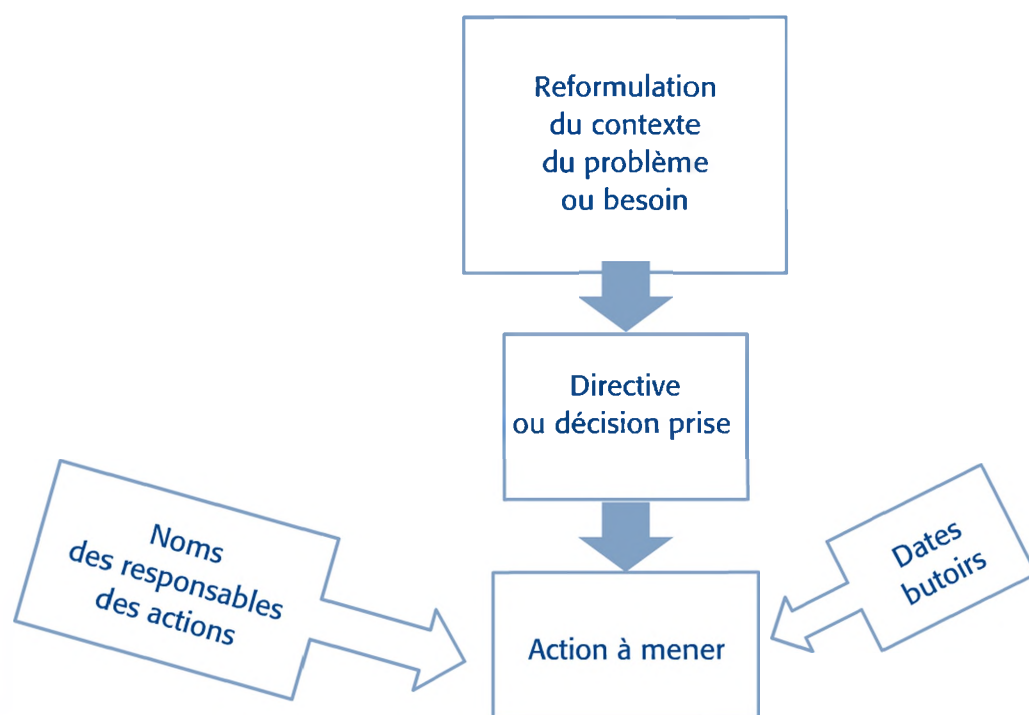 Reformulation
du contexte
du problème
ou besoin
Directive
ou décision prise
Noms
des responsables
des actions
Dates
butoirs
Action à mener